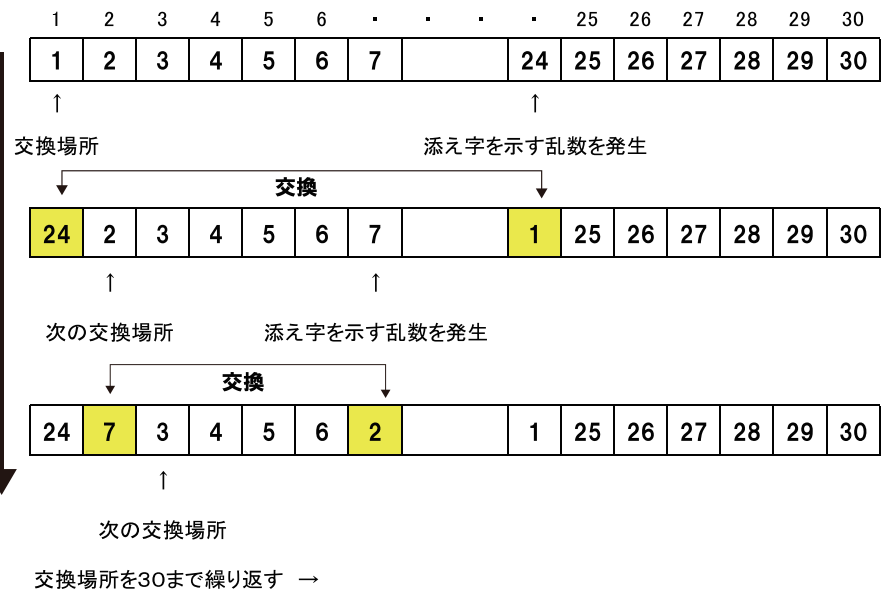 1 2 3 4 5 6 ・ ・ ・ ・ 25 26 27 28 29 30
1 2 3 4 5 6 7 24 25 26 27 28 29 30
↑ ↑
交換場所 添え字を示す乱数を発生
交換
24 2 3 4 5 6 7 1 25 26 27 28 29 30
↑ ↑
次の交換場所 添え字を示す乱数を発生
交換
24 7 3 4 5 6 2 1 25 26 27 28 29 30
↑
次の交換場所
交換場所を30まで繰り返す →